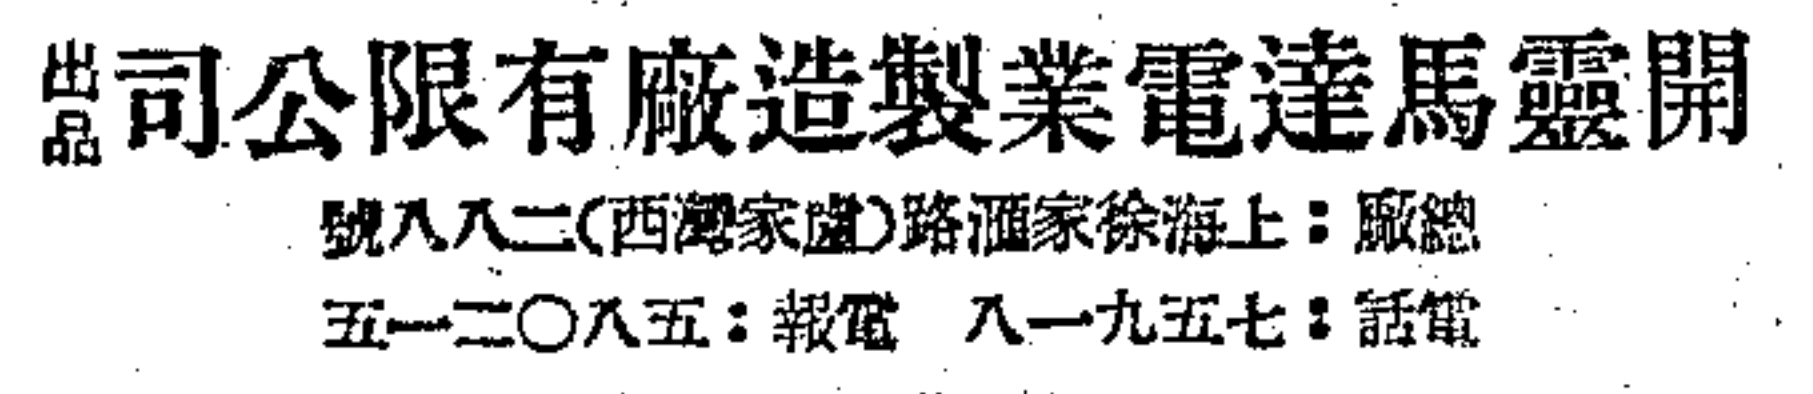 開靈馬達電業製造廠有限公司出品
總廠：上海徐家滙路(盧家灣西)二八八號
電話：七五九一八　電報：五八〇二一五